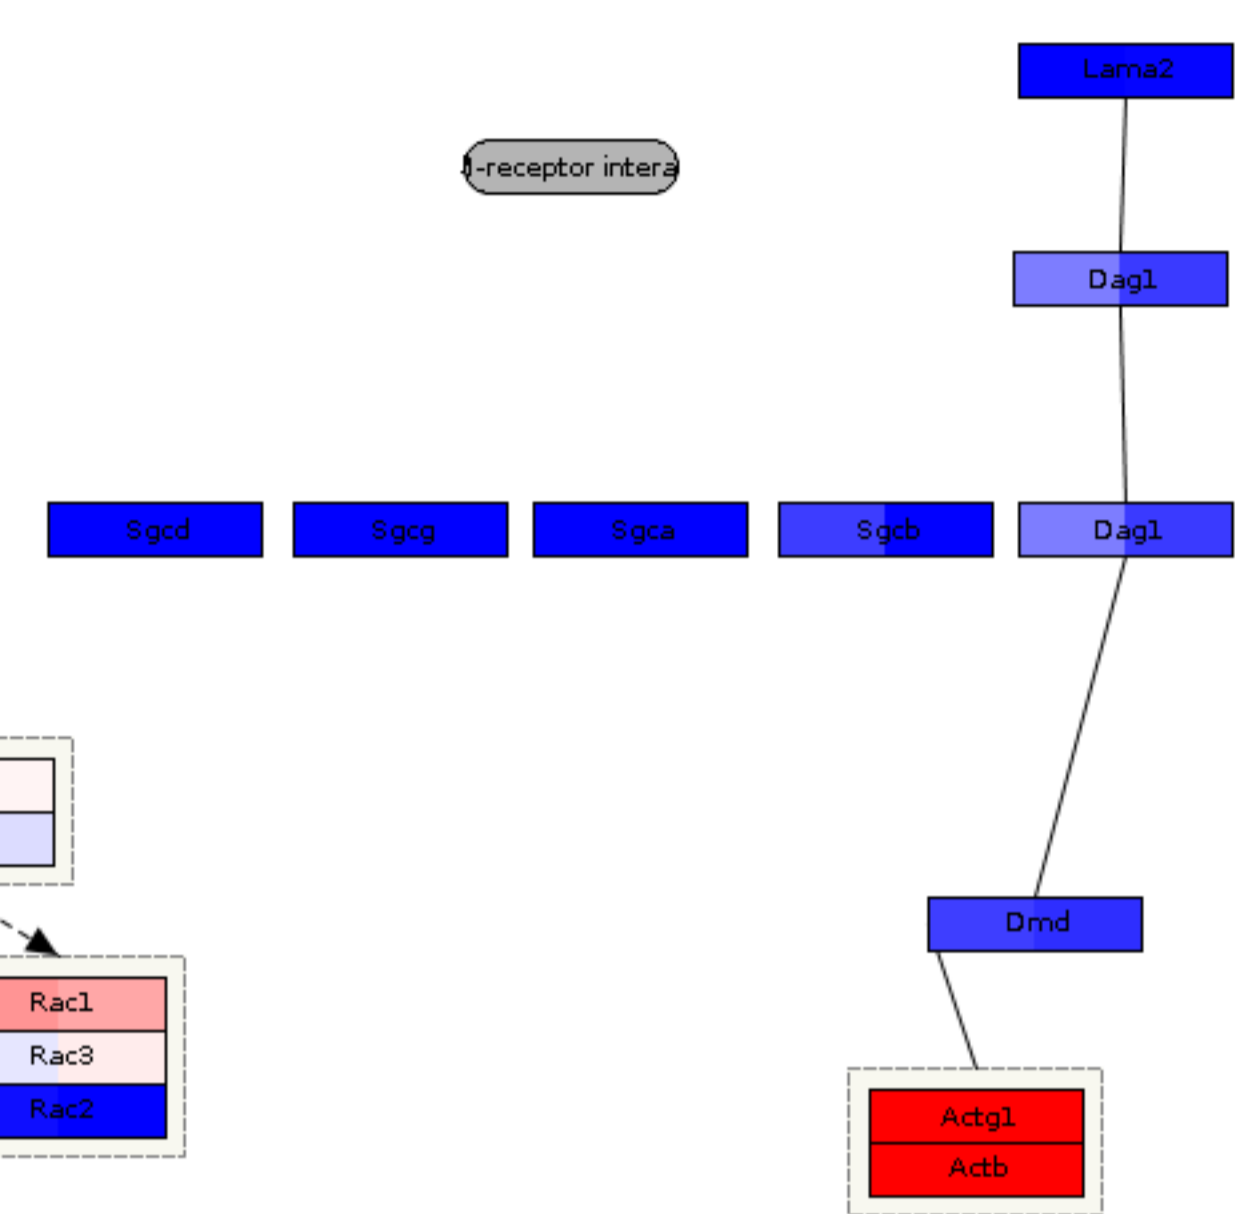 Lama2
-receptor intera
Dag1
Sgcd
Sgcg
Sgca
Sgcb
Dag1
Dmd
Rac1
Rac3
Rac2
Actg1
Actb